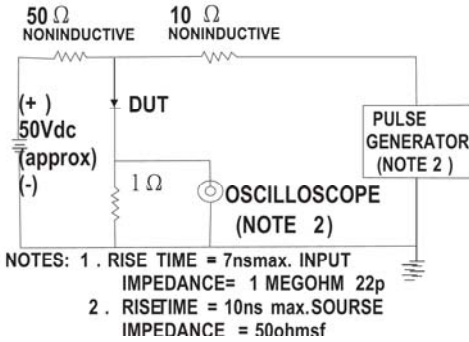 50 Ω
NONINDUCTIVE
10 Ω
NONINDUCTIVE
(+ )
50Vdc
(approx)
(-)
DUT
1 Ω
OSCILLOSCOPE
(NOTE 2)
PULSE
GENERATOR
(NOTE 2 )
NOTES: 1 . RISE TIME = 7nsmax. INPUT
IMPEDANCE= 1 MEGOHM 22p
2 . RISETIME = 10ns max.SOURSE
IMPEDANCE = 50ohmsf